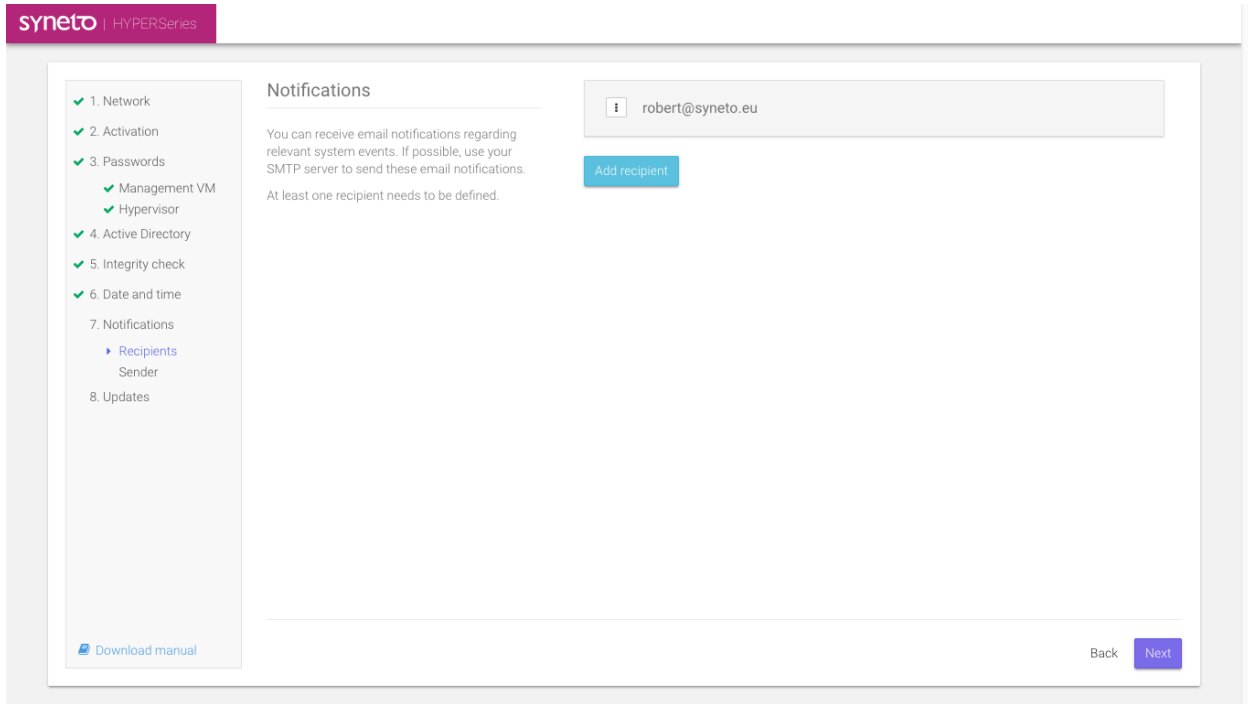 syneto | HYPERSeries
1. Network
2. Activation
3. Passwords
Management VM
Hypervisor
4. Active Directory
5. Integrity check
6. Date and time
7. Notifications
Recipients
Sender
8. Updates
Download manual
Notifications
You can receive email notifications regarding
relevant system events. If possible, use your
SMTP server to send these email notifications.
At least one recipient needs to be defined.
robert@syneto.eu
Add recipient
Back
Next